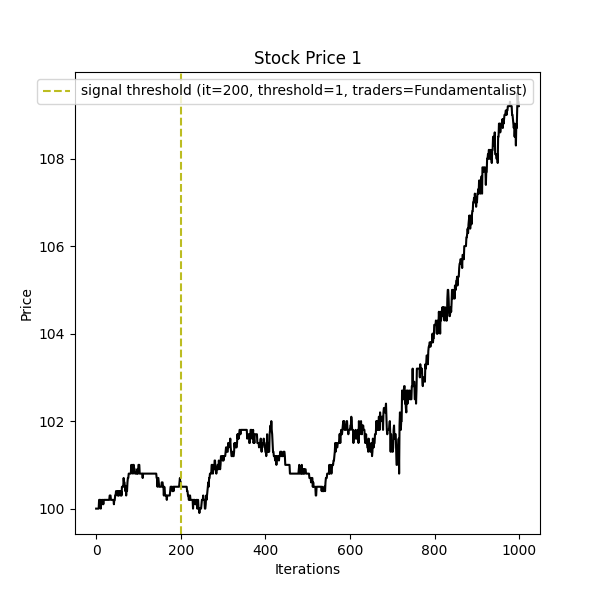 Stock Price 1
signal threshold (it=200, threshold=1, traders=Fundamentalist)
108
106
104
102
100
Price
0 200 400 600 800 1000
Iterations